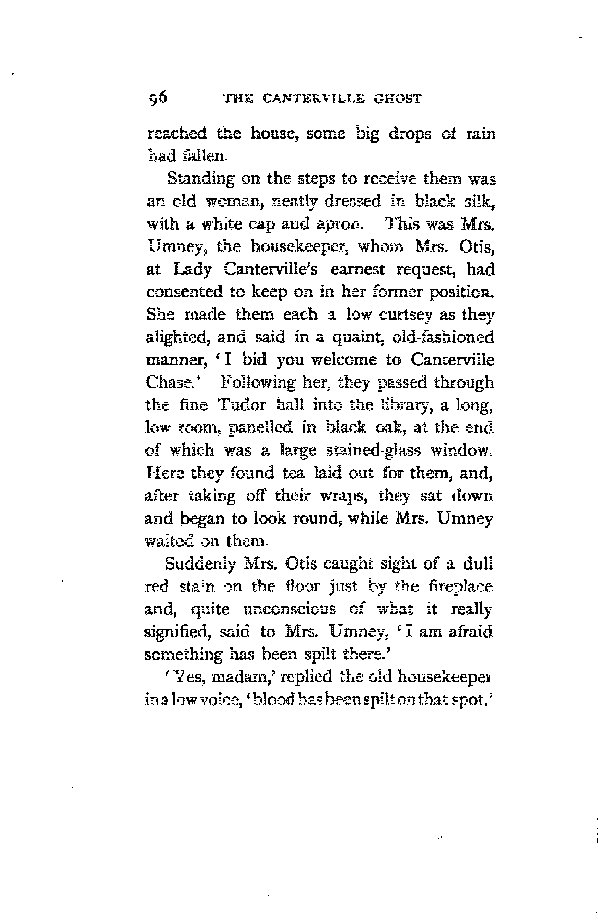 96 THE CANTERVILLE GHOST
reached the house, some big drops of rain
had fallen.
Standing on the steps to receive them was
an old woman, neatly dressed in black silk,
with a white cap and apron. This was Mrs.
Umney, the housekeeper, whom Mrs. Otis,
at Lady Canterville's earnest request, had
consented to keep on in her former position.
She made them each a low curtsey as they
alighted, and said in a quaint, old-fashioned
manner, ‘I bid you welcome to Canterville
Chase.’ Following her, they passed through
the fine Tudor hall into the library, a long,
low room, panelled in black oak, at the end
of which was a large stained-glass window.
Here they found tea laid out for them, and,
after taking off their wraps, they sat down
and began to look round, while Mrs. Umney
waited on them.
Suddenly Mrs. Otis caught sight of a dull
red stain on the floor just by the fireplace
and, quite unconscious of what it really
signified, said to Mrs. Umney, ‘I am afraid
something has been spilt there.’
‘Yes, madam,’ replied the old housekeeper
in a low voice, ‘blood has been spilt on that spot.’